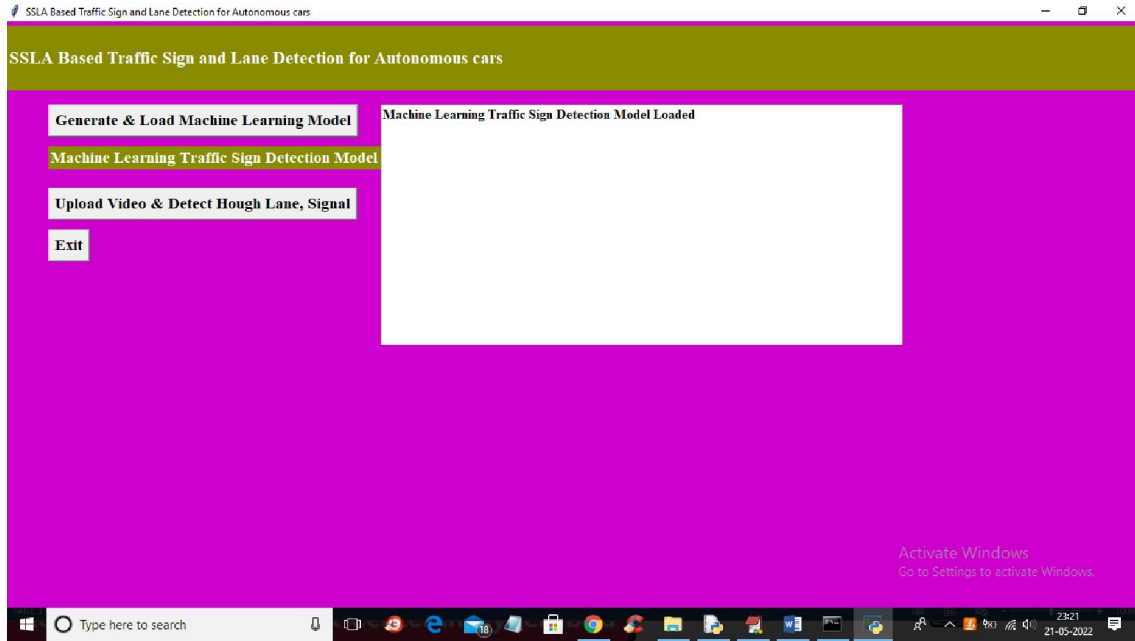 SSLA Based Traffic Sign and Lane Detection for Autonomous cars
SSLA Based Traffic Sign and Lane Detection for Autonomous cars
Generate & Load Machine Learning Model
Machine Learning Traffic Sign Detection Model Loaded
Machine Learning Traffic Sign Detection Model
Upload Video & Detect Hough Lane, Signal
Exit
Activate Windows
Go to Settings to activate Windows.
Type here to search
18
23:21
21-05-2022